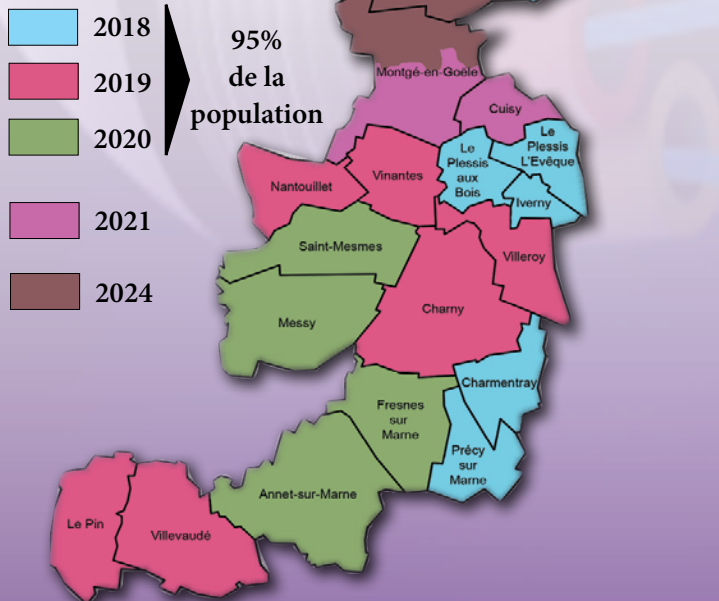 2018
2019
2020
2021
2024
95%
de la
population
Montgé-en-Goële
Cuisy
Le
Plessis
L'Evêque
Le
Plessis
aux
Bois
Iverny
Vinantes
Nantouillet
Saint-Mesmes
Villeroy
Messy
Charny
Charmentray
Fresnes
sur
Marne
Précy
sur
Marne
Annet-sur-Marne
Le Pin
Villevaudé